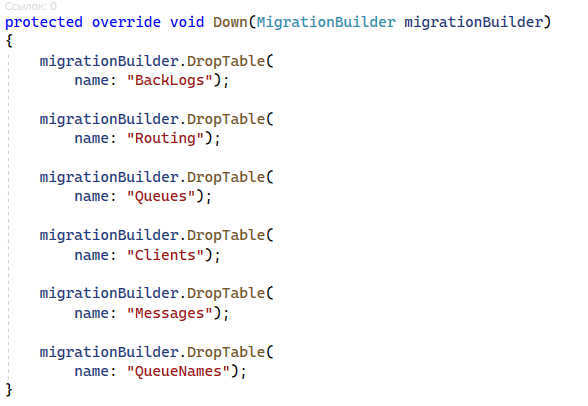 Ссылок: 0
protected override void Down(MigrationBuilder migrationBuilder)
{
migrationBuilder.DropTable(
name: "BackLogs");
migrationBuilder.DropTable(
name: "Routing");
migrationBuilder.DropTable(
name: "Queues");
migrationBuilder.DropTable(
name: "Clients");
migrationBuilder.DropTable(
name: "Messages");
migrationBuilder.DropTable(
name: "QueueNames");
}